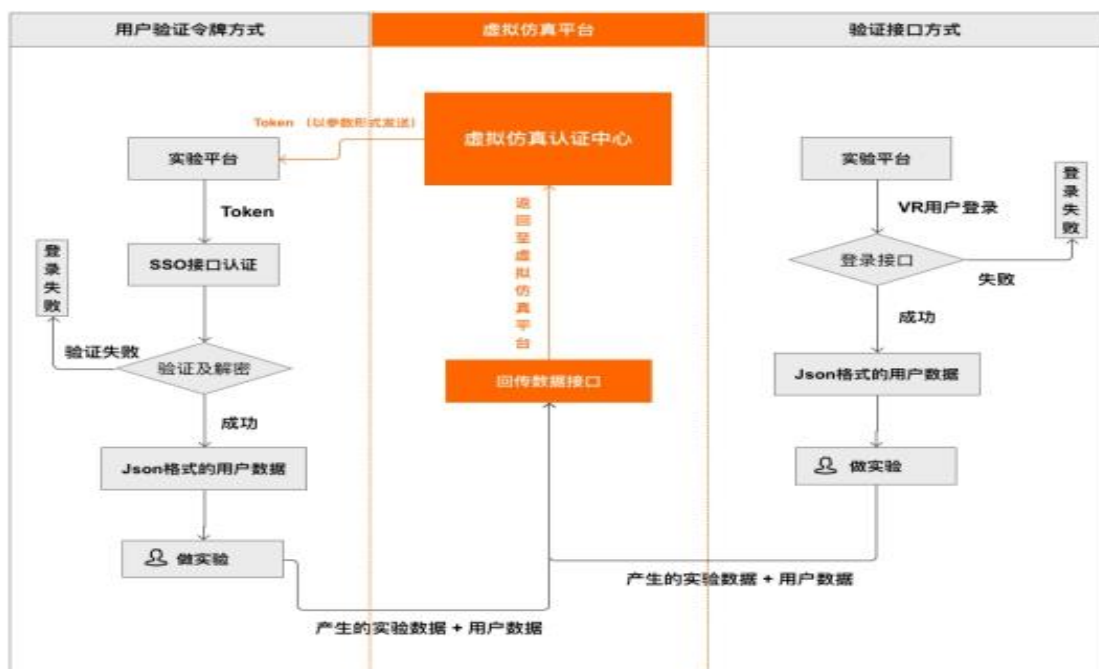 用户验证令牌方式
虚拟仿真平台
验证接口方式
Token （以参数形式发送）
虚拟仿真认证中心
实验平台
Token
SSO接口认证
登录失败
验证失败
验证及解密
成功
Json格式的用户数据
做实验
产生的实验数据 + 用户数据
返回至虚拟仿真平台
回传数据接口
实验平台
VR用户登录
登录失败
登录接口
失败
成功
Json格式的用户数据
做实验
产生的实验数据 + 用户数据